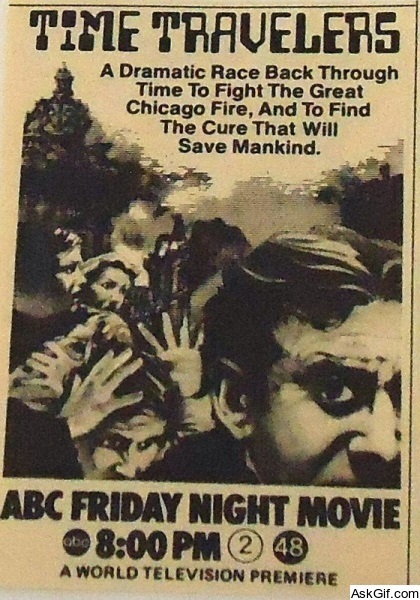 TIME TRAVELERS
A Dramatic Race Back Through
Time To Fight The Great
Chicago Fire, And To Find
The Cure That Will
Save Mankind.
ABC FRIDAY NIGHT MOVIE
abc 8:00 PM 2 48
A WORLD TELEVISION PREMIERE
AskGif.com